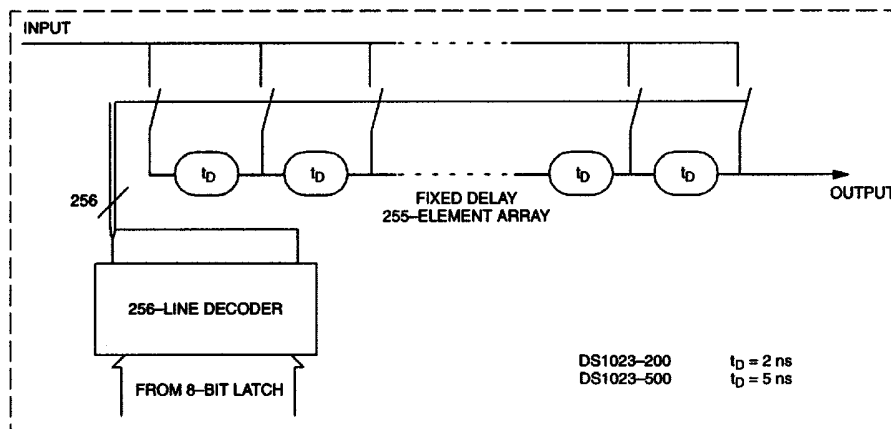 INPUT
tD
tD
tD
tD
OUTPUT
256
FIXED DELAY
255–ELEMENT ARRAY
256–LINE DECODER
FROM 8–BIT LATCH
DS1023–200 tD = 2 ns
DS1023–500 tD = 5 ns